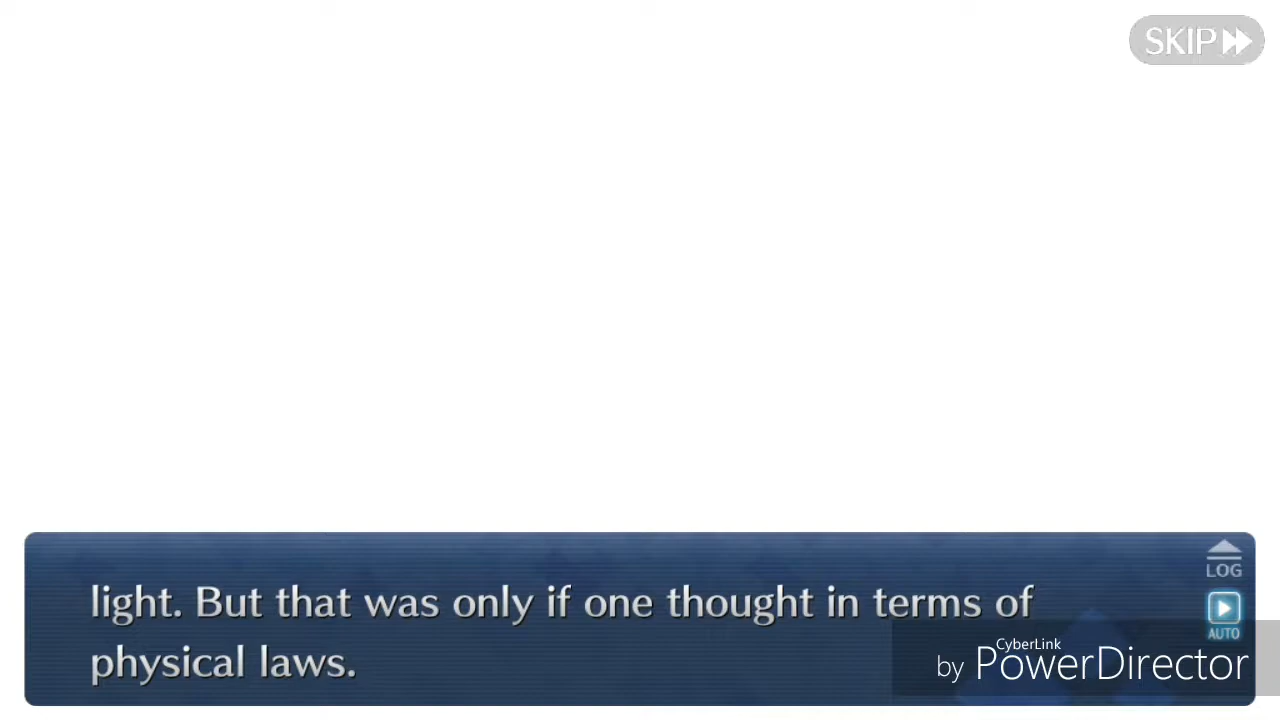 SKIP
light. But that was only if one thought in terms of
physical laws.
LOG
AUTO
CyberLink
by PowerDirector